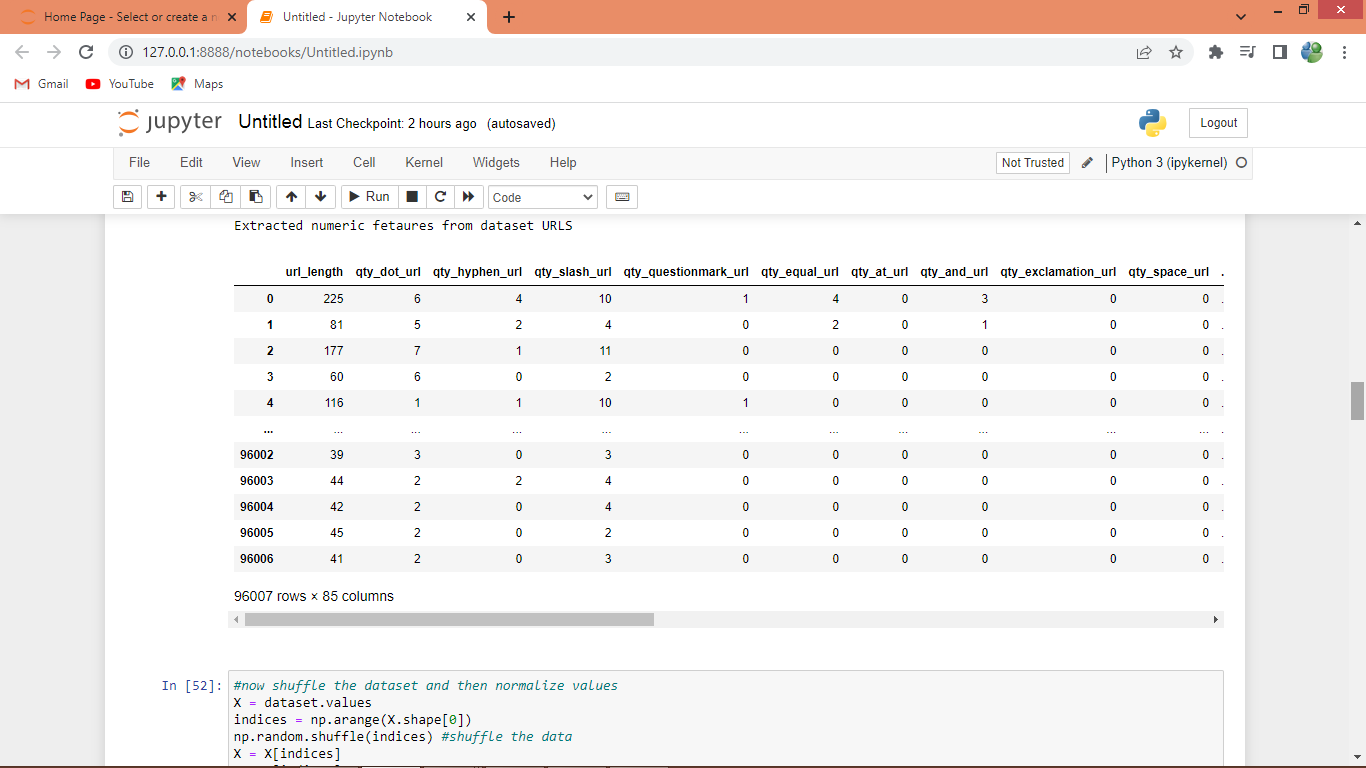 Home Page - Select or create a n
Untitled - Jupyter Notebook
127.0.0.1:8888/notebooks/Untitled.ipynb
Gmail YouTube Maps
jupyter Untitled Last Checkpoint: 2 hours ago (autosaved)
Logout
File Edit View Insert Cell Kernel Widgets Help
Not Trusted Python 3 (ipykernel)
Run Code
Extracted numeric fetaures from dataset URLS
url_length qty_dot_url qty_hyphen_url qty_slash_url qty_questionmark_url qty_equal_url qty_at_url qty_and_url qty_exclamation_url qty_space_url .
0 225 6 4 10 1 4 0 3 0 0 .
1 81 5 2 4 0 2 0 1 0 0 .
2 177 7 1 11 0 0 0 0 0 0 .
3 60 6 0 2 0 0 0 0 0 0 .
4 116 1 1 10 1 0 0 0 0 0 .
... ... ... ... ... ... ... ... ... ... ... .
96002 39 3 0 3 0 0 0 0 0 0 .
96003 44 2 2 4 0 0 0 0 0 0 .
96004 42 2 0 4 0 0 0 0 0 0 .
96005 45 2 0 2 0 0 0 0 0 0 .
96006 41 2 0 3 0 0 0 0 0 0 .
96007 rows × 85 columns
In [52]: #now shuffle the dataset and then normalize values
X = dataset.values
indices = np.arange(X.shape[0])
np.random.shuffle(indices) #shuffle the data
X = X[indices]